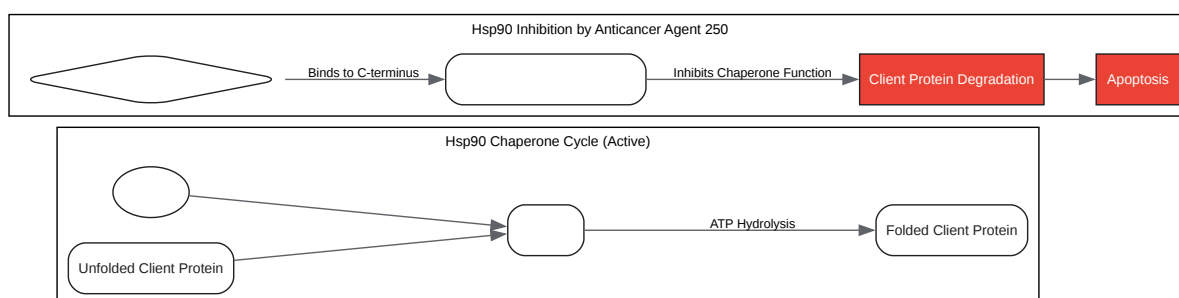 Hsp90 Inhibition by Anticancer Agent 250
Binds to C-terminus
Inhibits Chaperone Function
Client Protein Degradation
Apoptosis
Hsp90 Chaperone Cycle (Active)
Unfolded Client Protein
ATP Hydrolysis
Folded Client Protein